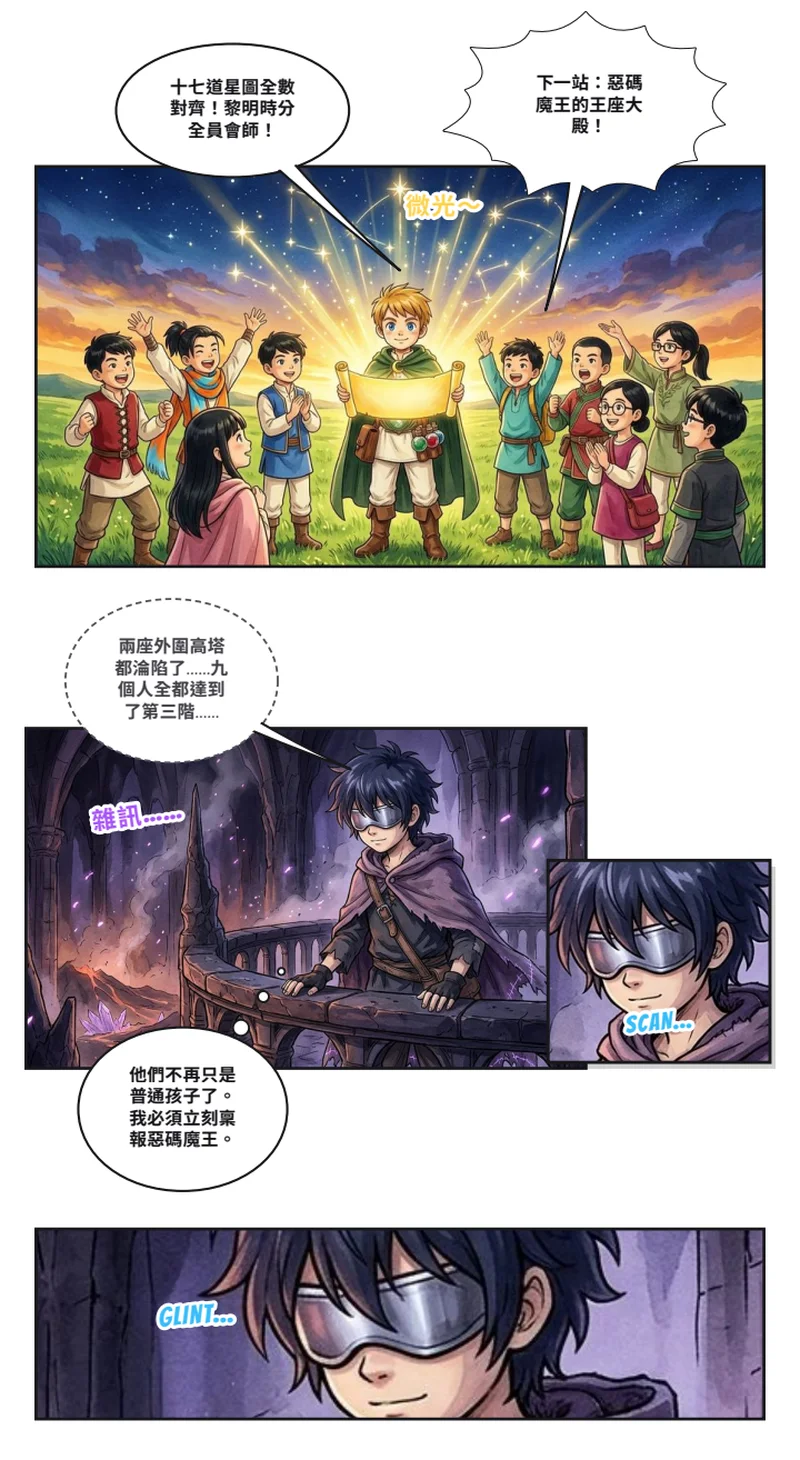 十七道星圖全數
對齊！黎明時分
全員會師！
下一站：惡碼
魔王的王座大
殿！
微光～
兩座外圍高塔
都淪陷了……九
個人全都達到
了第三階……
雜訊……
SCAN...
他們不再只是
普通孩子了。
我必須立刻稟
報惡碼魔王。
GLINT...